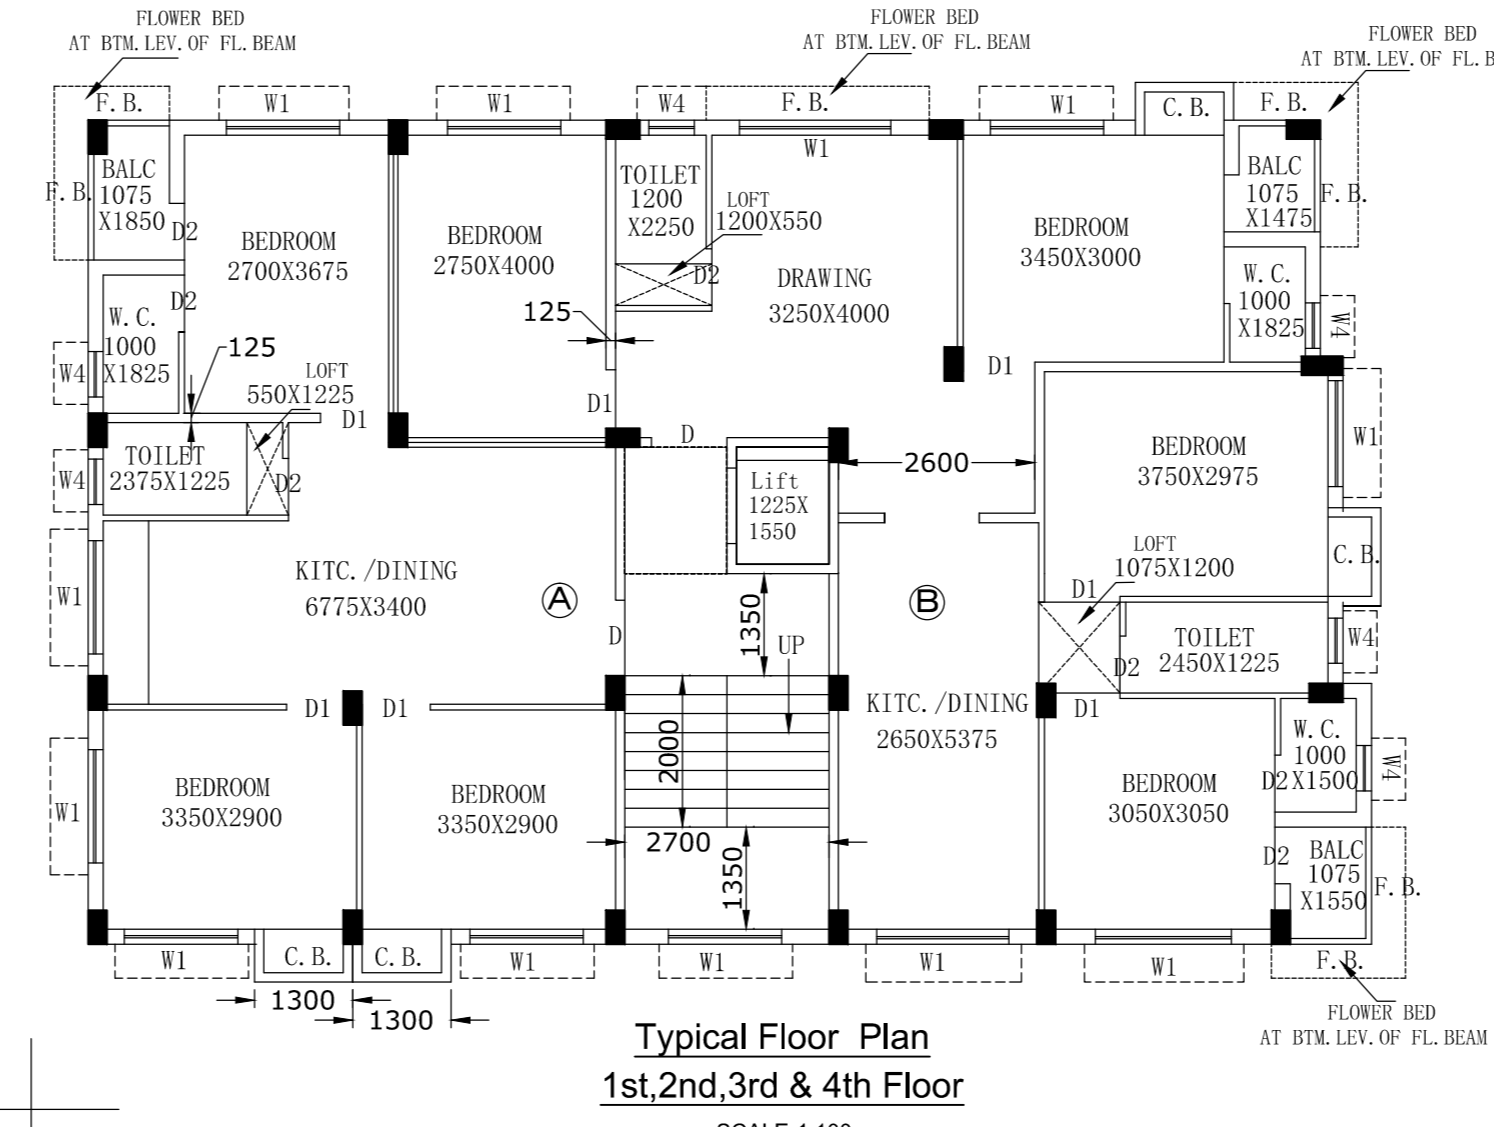 FLOWER BED
AT BTM.LEV.OF FL.BEAM
FLOWER BED
AT BTM.LEV.OF FL.BEAM
FLOWER BED
AT BTM.LEV.OF FL.B
F.B.
W1
W1
W4
F.B.
W1
C.B.
F.B.
W1
BALC
1075
X1850
F.B.
D2
BEDROOM
2700X3675
BEDROOM
2750X4000
TOILET
1200
X2250
LOFT
1200X550
D2
DRAWING
3250X4000
BEDROOM
3450X3000
BALC
1075
X1475
F.B.
W.C.
1000
X1825
D2
W4
125
125
LOFT
550X1225
D1
D1
D1
W.C.
1000
X1825
W4
TOILET
2375X1225
W4
D2
D
Lift
1225X
1550
2600
BEDROOM
3750X2975
W1
C.B.
LOFT
1075X1200
D1
KITC./DINING
6775X3400
A
W1
D
1350
UP
B
TOILET
2450X1225
D2
W4
D1
D1
KITC./DINING
2650X5375
D1
W.C.
1000
X1500
D2
W4
2000
BEDROOM
3350X2900
W1
BEDROOM
3350X2900
2700
1350
BEDROOM
3050X3050
D2
BALC
1075
X1550
F.B.
W1
C.B.
C.B.
W1
W1
W1
W1
F.B.
1300
1300
FLOWER BED
AT BTM.LEV.OF FL.BEAM
Typical Floor Plan
1st,2nd,3rd & 4th Floor